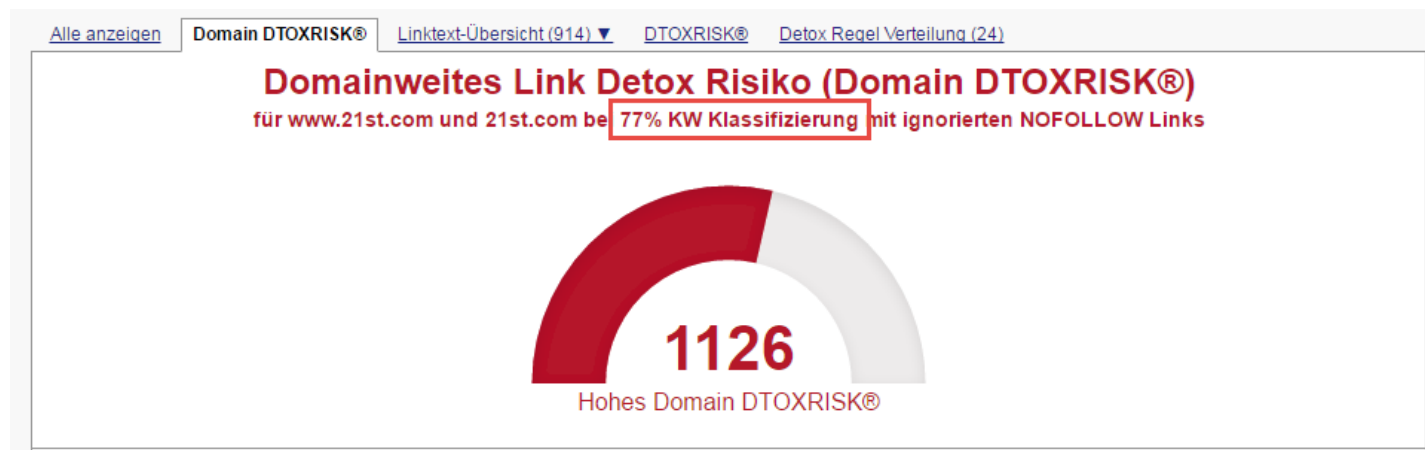 Alle anzeigen Domain DTOXRISK® Linktext-Übersicht (914) ▼ DTOXRISK® Detox Regel Verteilung (24)
Domainweites Link Detox Risiko (Domain DTOXRISK®)
für www.21st.com und 21st.com be 77% KW Klassifizierung mit ignorierten NOFOLLOW Links
1126
Hohes Domain DTOXRISK®